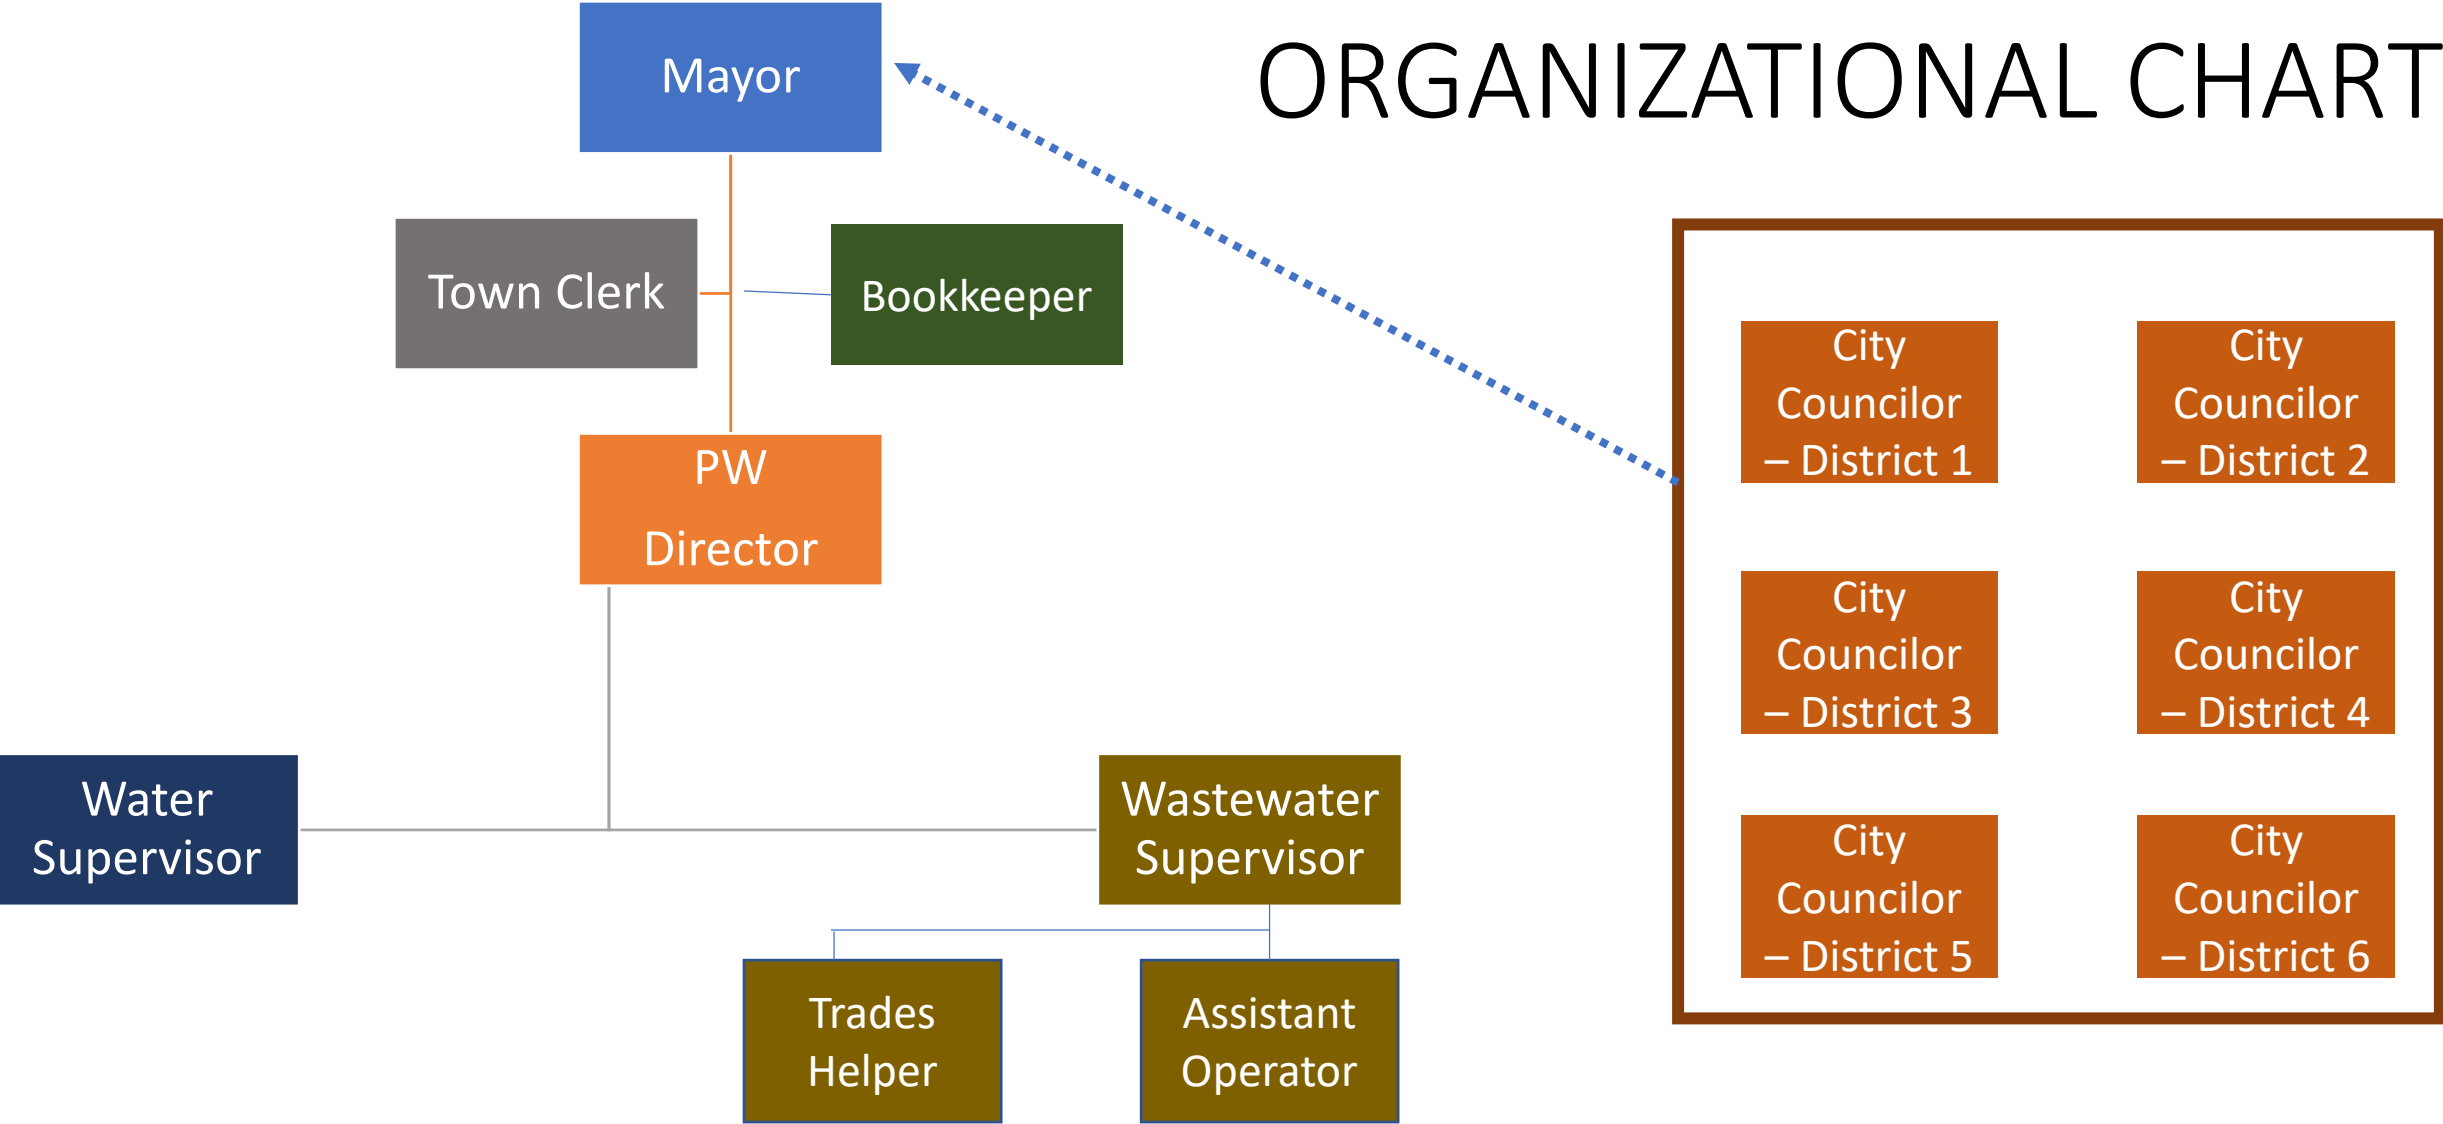 ORGANIZATIONAL CHART
Mayor
Town Clerk
Bookkeeper
PW
Director
Water
Supervisor
Wastewater
Supervisor
Trades
Helper
Assistant
Operator
City
Councilor
– District 1
City
Councilor
– District 2
City
Councilor
– District 3
City
Councilor
– District 4
City
Councilor
– District 5
City
Councilor
– District 6